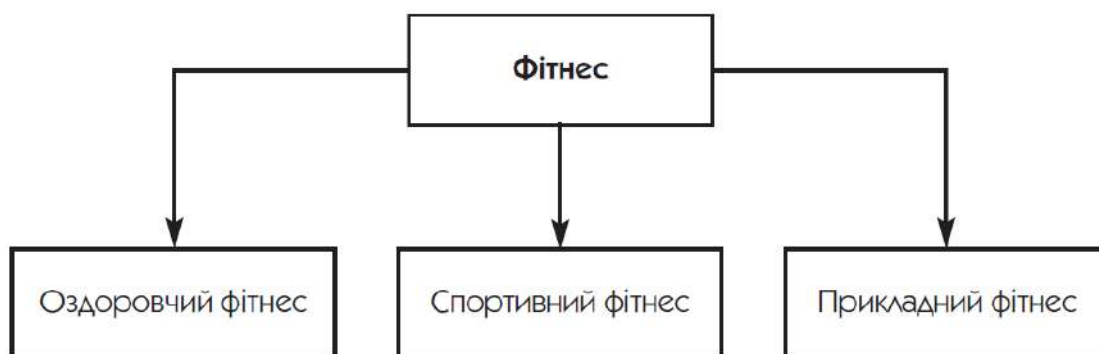 Фітнес
Оздоровчий фітнес
Спортивний фітнес
Прикладний фітнес